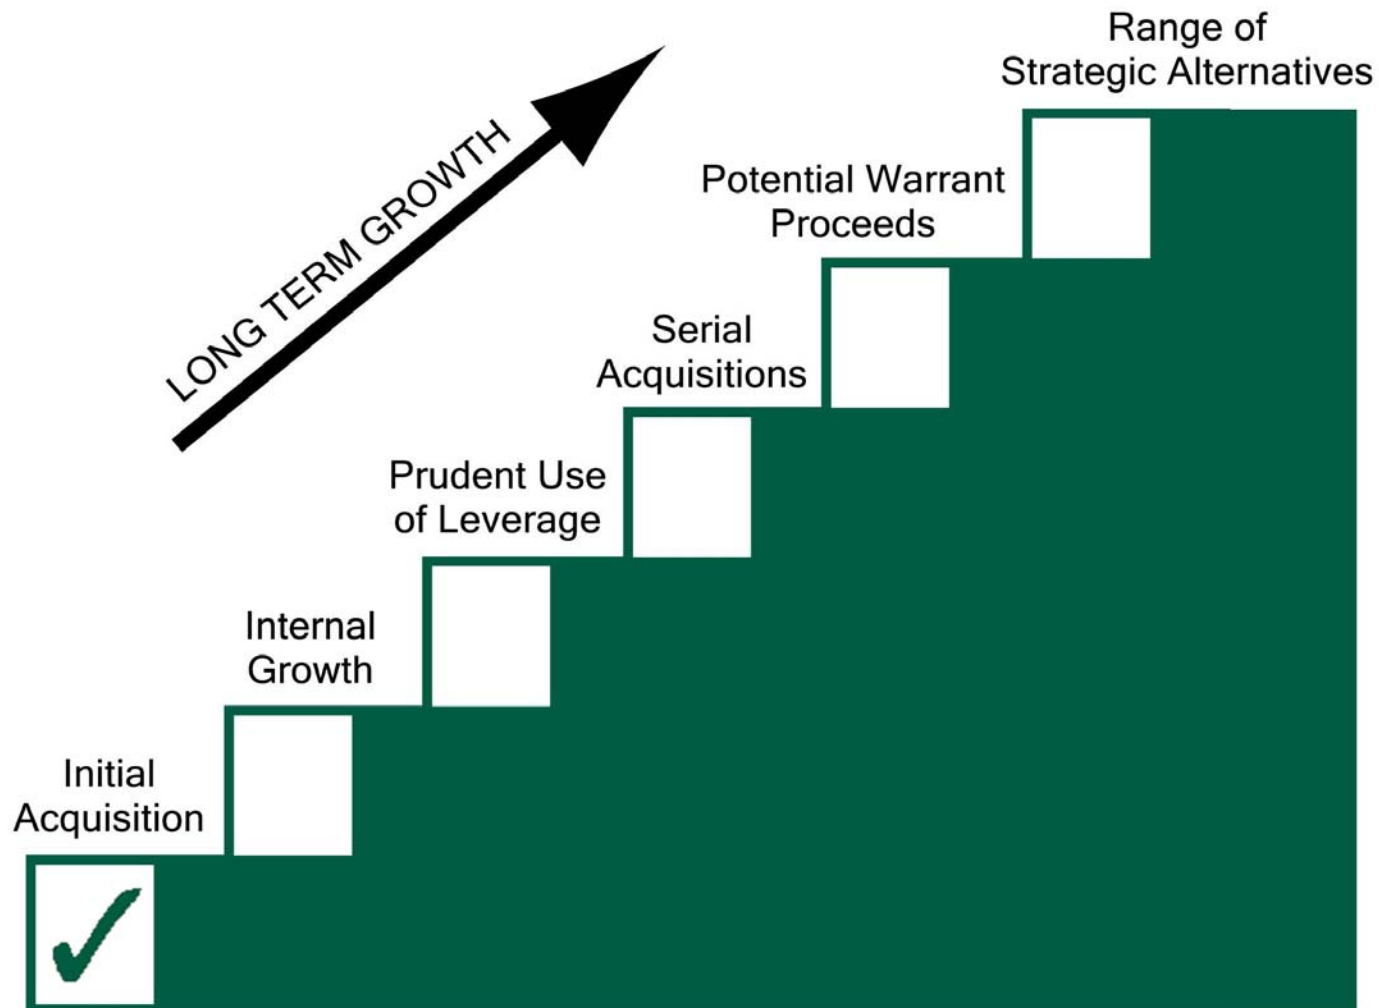 Range of
Strategic Alternatives
LONG TERM GROWTH
Potential Warrant
Proceeds
Serial
Acquisitions
Prudent Use
of Leverage
Internal
Growth
Initial
Acquisition